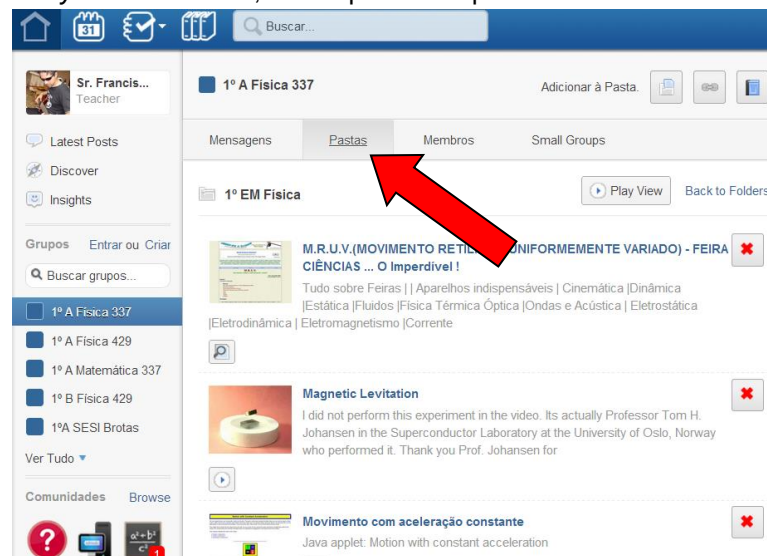 31
Buscar...
Sr. Francis...
Teacher
1º A Física 337
Adicionar à Pasta.
Latest Posts
Discover
Insights
Mensagens
Pastas
Membros
Small Groups
1º EM Física
Play View
Back to Folders
Grupos
Entrar ou Criar
Buscar grupos...
1º A Física 337
1º A Física 429
1º A Matemática 337
1º B Física 429
1ºA SESI Brotas
Ver Tudo
Comunidades
Browse
a²+b²
c²
1
M.R.U.V.(MOVIMENTO UNIFORMEMENTE VARIADO) - FEIRA
CIÊNCIAS ... O Imperdível !
Tudo sobre Feiras | | Aparelhos indispensáveis | Cinemática |Dinâmica
|Estática |Fluidos |Física Térmica Óptica |Ondas e Acústica | Eletrostática
|Eletrodinâmica | Eletromagnetismo |Corrente
Magnetic Levitation
I did not perform this experiment in the video. Its actually Professor Tom H.
Johansen in the Superconductor Laboratory at the University of Oslo, Norway
who performed it. Thank you Prof. Johansen for
Movimento com aceleração constante
Java applet: Motion with constant acceleration